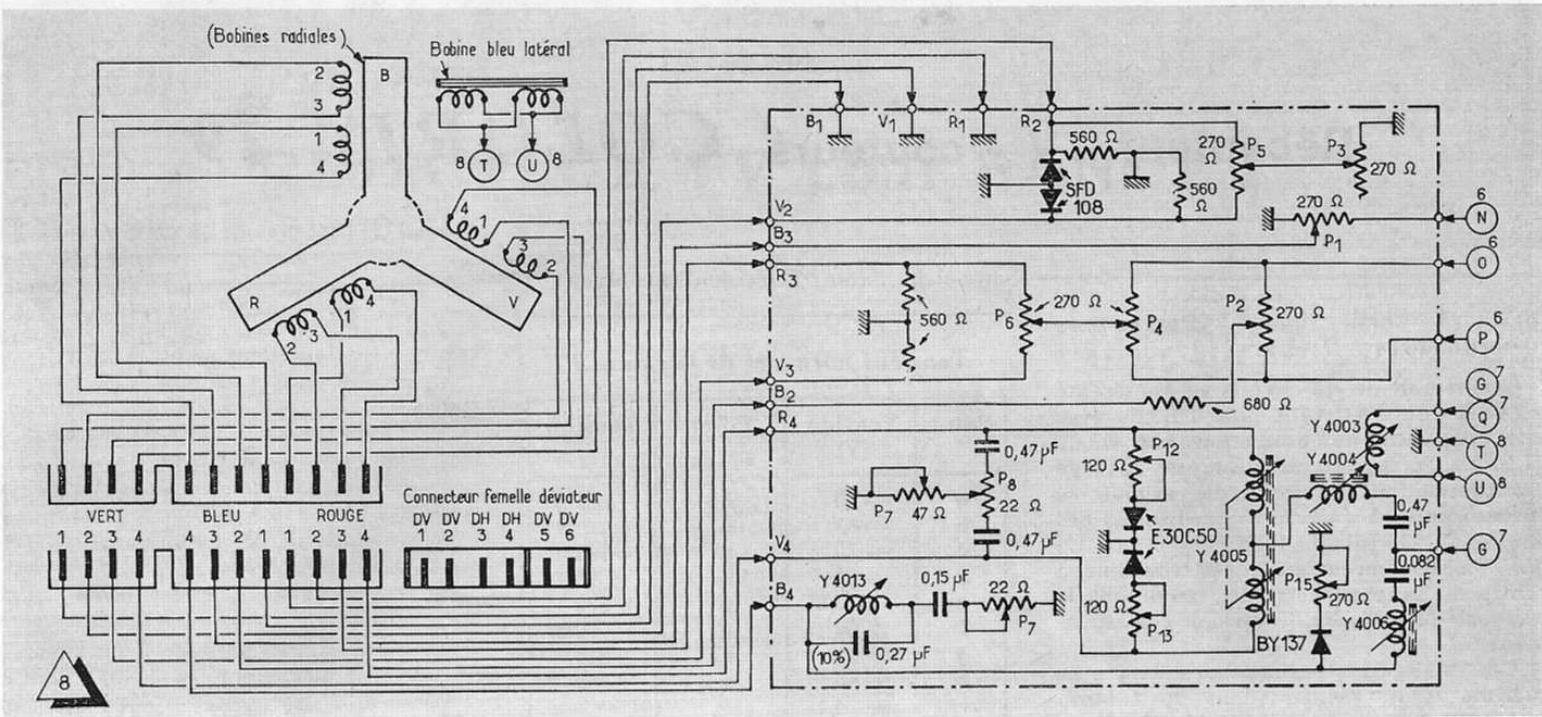 (Bobines radiales)
B
Bobine bleu latéral
2
3
1
4
8 T
U 8
4
1
3
2
R
V
4
1
3
2
VERT
BLEU
ROUGE
1 2 3 4
4 3 2 1
1 2 3 4
Connecteur femelle déviateur
DV DV DH DH DV DV
1 2 3 4 5 6
8
B1
V1
R1
R2
560 Ω
SFD
108
270
Ω
P5
560
Ω
P3
270 Ω
270 Ω
P1
V2
B3
R3
6
N
6
O
560 Ω
P6
270 Ω
P4
P2
270 Ω
6
P
V3
B2
R4
680 Ω
G 7
Q 7
T 8
U 8
G 7
0,47 µF
P8
22 Ω
0,47 µF
P7
47 Ω
P12
120 Ω
E30C50
120 Ω
P13
Y 4003
Y 4004
Y 4005
0,47
µF
0.082
µF
P15
270 Ω
BY 137
Y 4006
V4
B4
Y 4013
0,15 µF
22 Ω
P7
(10%)
0,27 µF